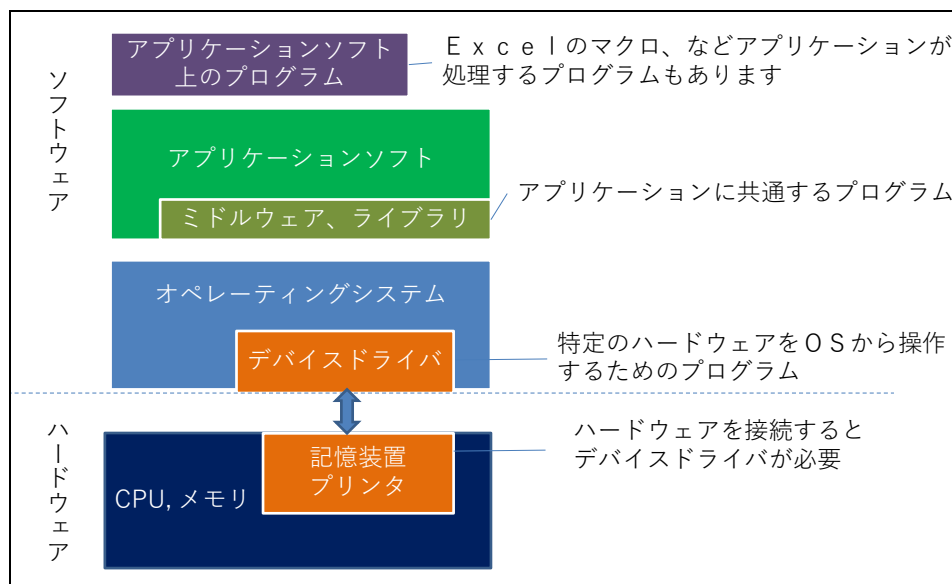 ソフトウェア
アプリケーションソフト
上のプログラム
Ｅｘｃｅｌのマクロ、などアプリケーションが
処理するプログラムもあります
アプリケーションソフト
ミドルウェア、ライブラリ
アプリケーションに共通するプログラム
オペレーティングシステム
デバイスドライバ
特定のハードウェアをＯＳから操作
するためのプログラム
ハードウェア
CPU, メモリ
記憶装置
プリンタ
ハードウェアを接続すると
デバイスドライバが必要